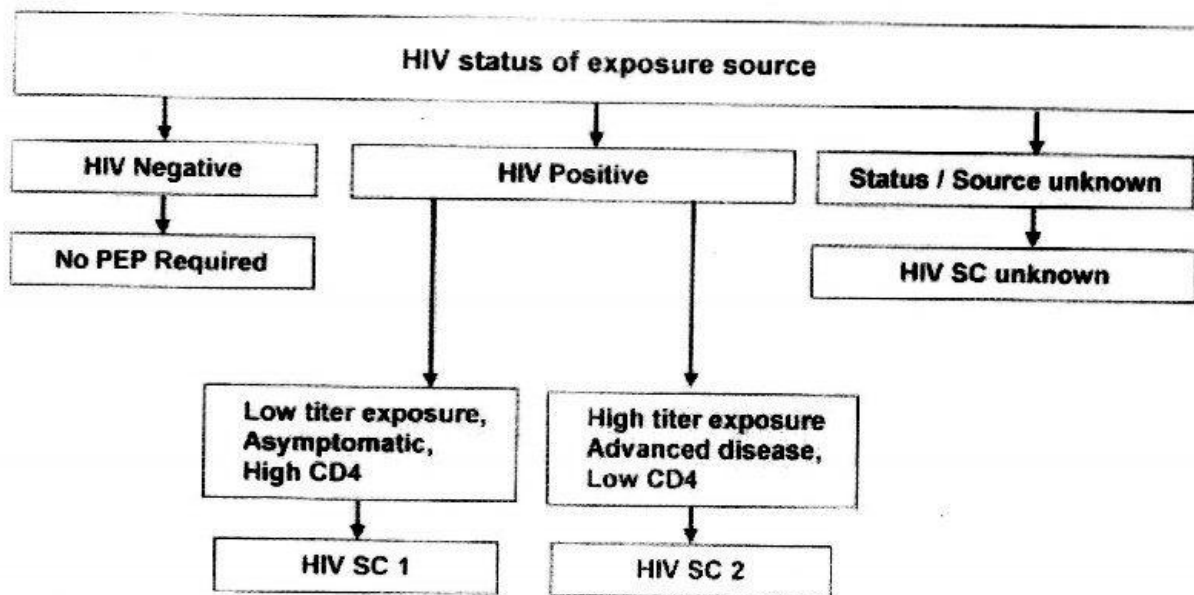 HIV status of exposure source
HIV Negative
HIV Positive
Status / Source unknown
No PEP Required
HIV SC unknown
Low titer exposure,
Asymptomatic,
High CD4
High titer exposure
Advanced disease,
Low CD4
HIV SC 1
HIV SC 2